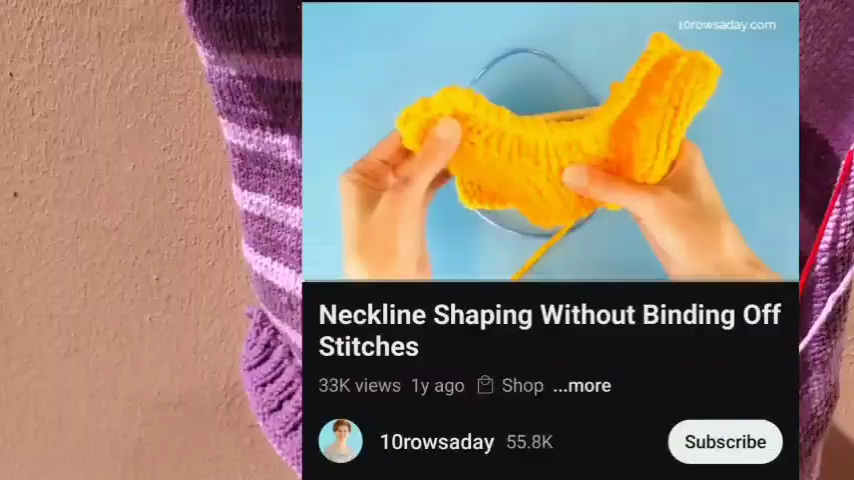 10rowsaday.com
Neckline Shaping Without Binding Off
Stitches
33K views 1y ago Shop ...more
10rowsaday 55.8K Subscribe